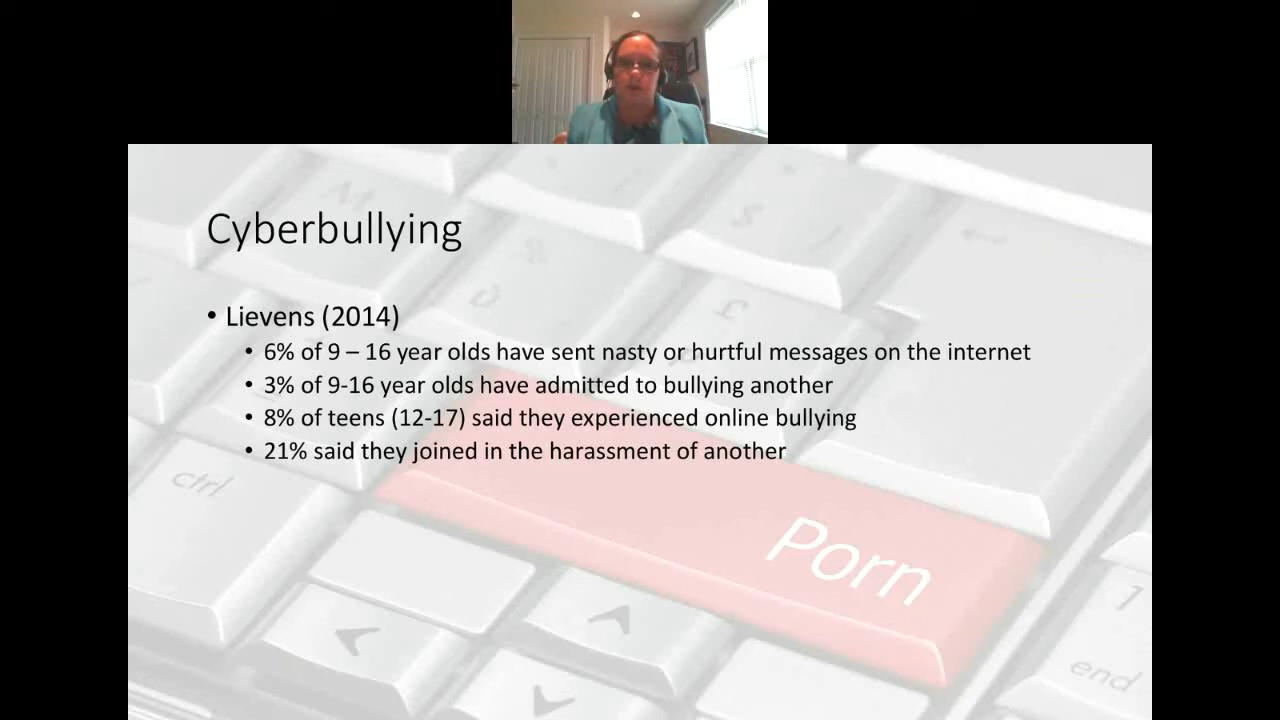 Cyberbullying
• Lievens (2014)
• 6% of 9 – 16 year olds have sent nasty or hurtful messages on the internet
• 3% of 9-16 year olds have admitted to bullying another
• 8% of teens (12-17) said they experienced online bullying
• 21% said they joined in the harassment of another
ctrl
Porn
1
end